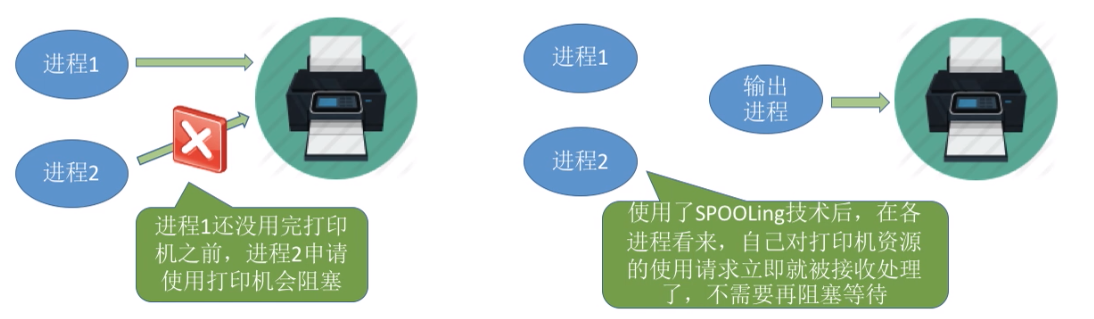 进程1
进程2
进程1还没用完打印
机之前，进程2申请
使用打印机会阻塞
进程1
输出
进程
进程2
使用了SPOOLing技术后，在各
进程看来，自己对打印机资源
的使用请求立即就被接收处理
了，不需要再阻塞等待